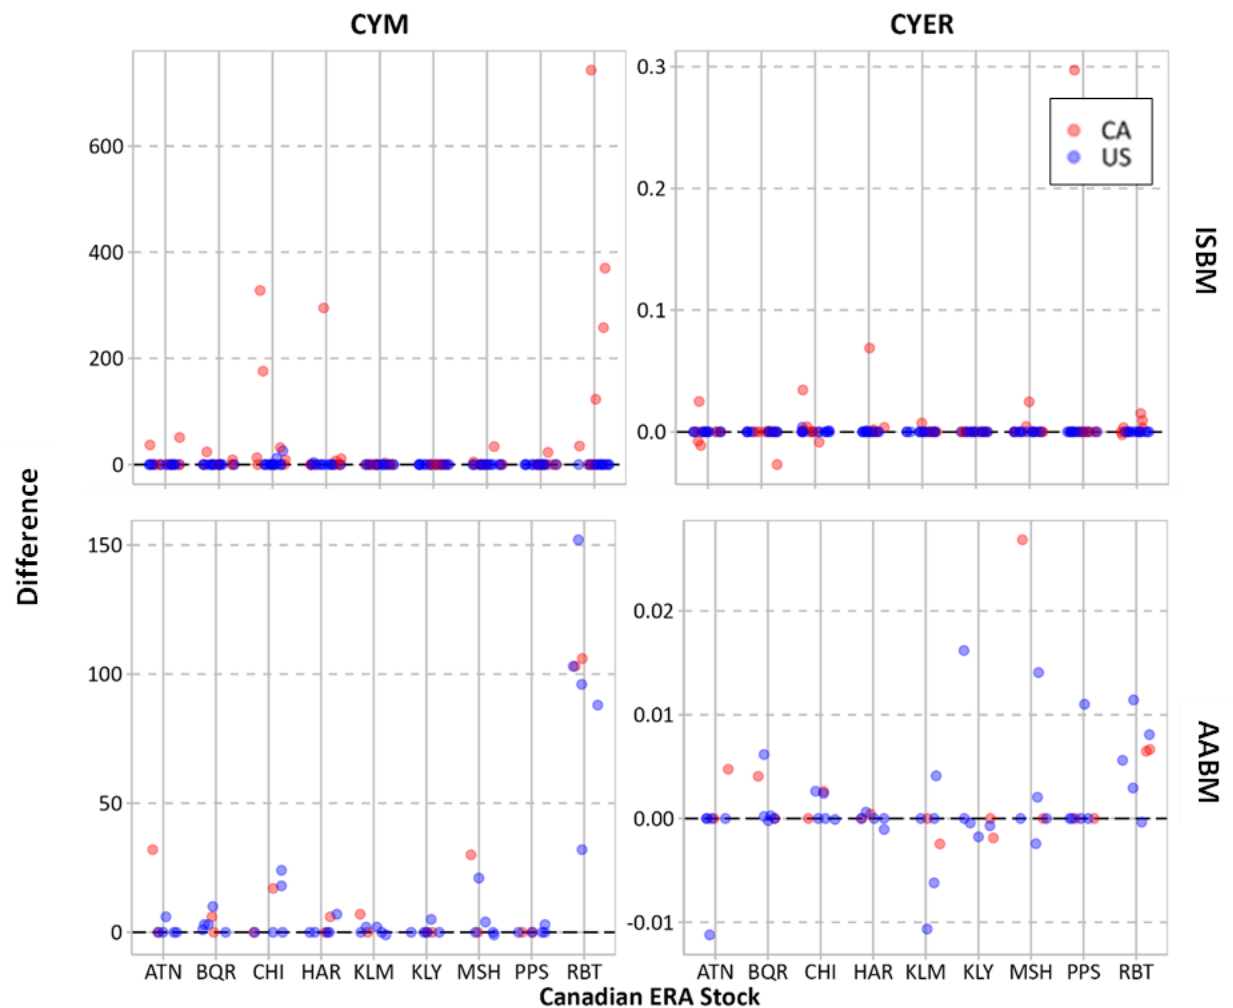 CYM CYER
600
400
200
0
0.3
0.2
0.1
0.0
CA
US
ISBM
Difference
150
100
50
0
0.02
0.01
0.00
-0.01
AABM
ATN BQR CHI HAR KLM KLY MSH PPS RBT
ATN BQR CHI HAR KLM KLY MSH PPS RBT
Canadian ERA Stock